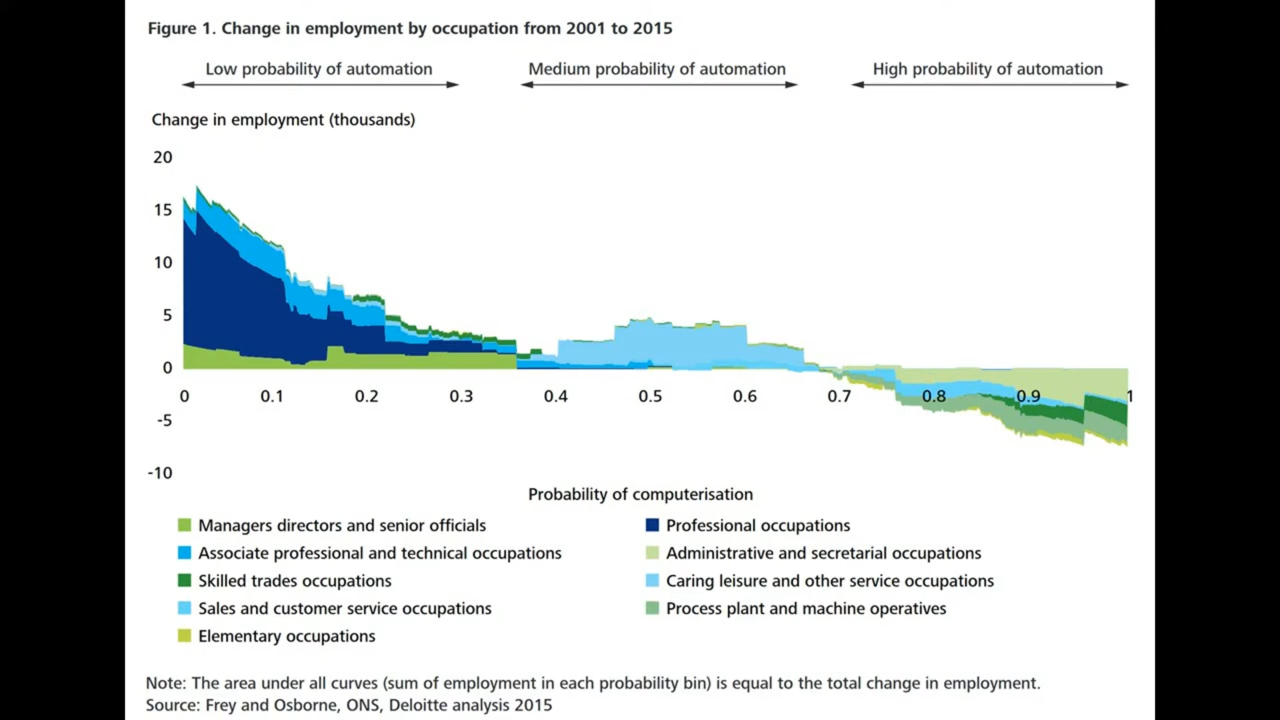 Figure 1. Change in employment by occupation from 2001 to 2015
Low probability of automation
Medium probability of automation
High probability of automation
Change in employment (thousands)
20
15
10
5
0
-5
-10
0 0.1 0.2 0.3 0.4 0.5 0.6 0.7 0.8 0.9 1
Probability of computerisation
Managers directors and senior officials
Professional occupations
Associate professional and technical occupations
Administrative and secretarial occupations
Skilled trades occupations
Caring leisure and other service occupations
Sales and customer service occupations
Process plant and machine operatives
Elementary occupations
Note: The area under all curves (sum of employment in each probability bin) is equal to the total change in employment.
Source: Frey and Osborne, ONS, Deloitte analysis 2015